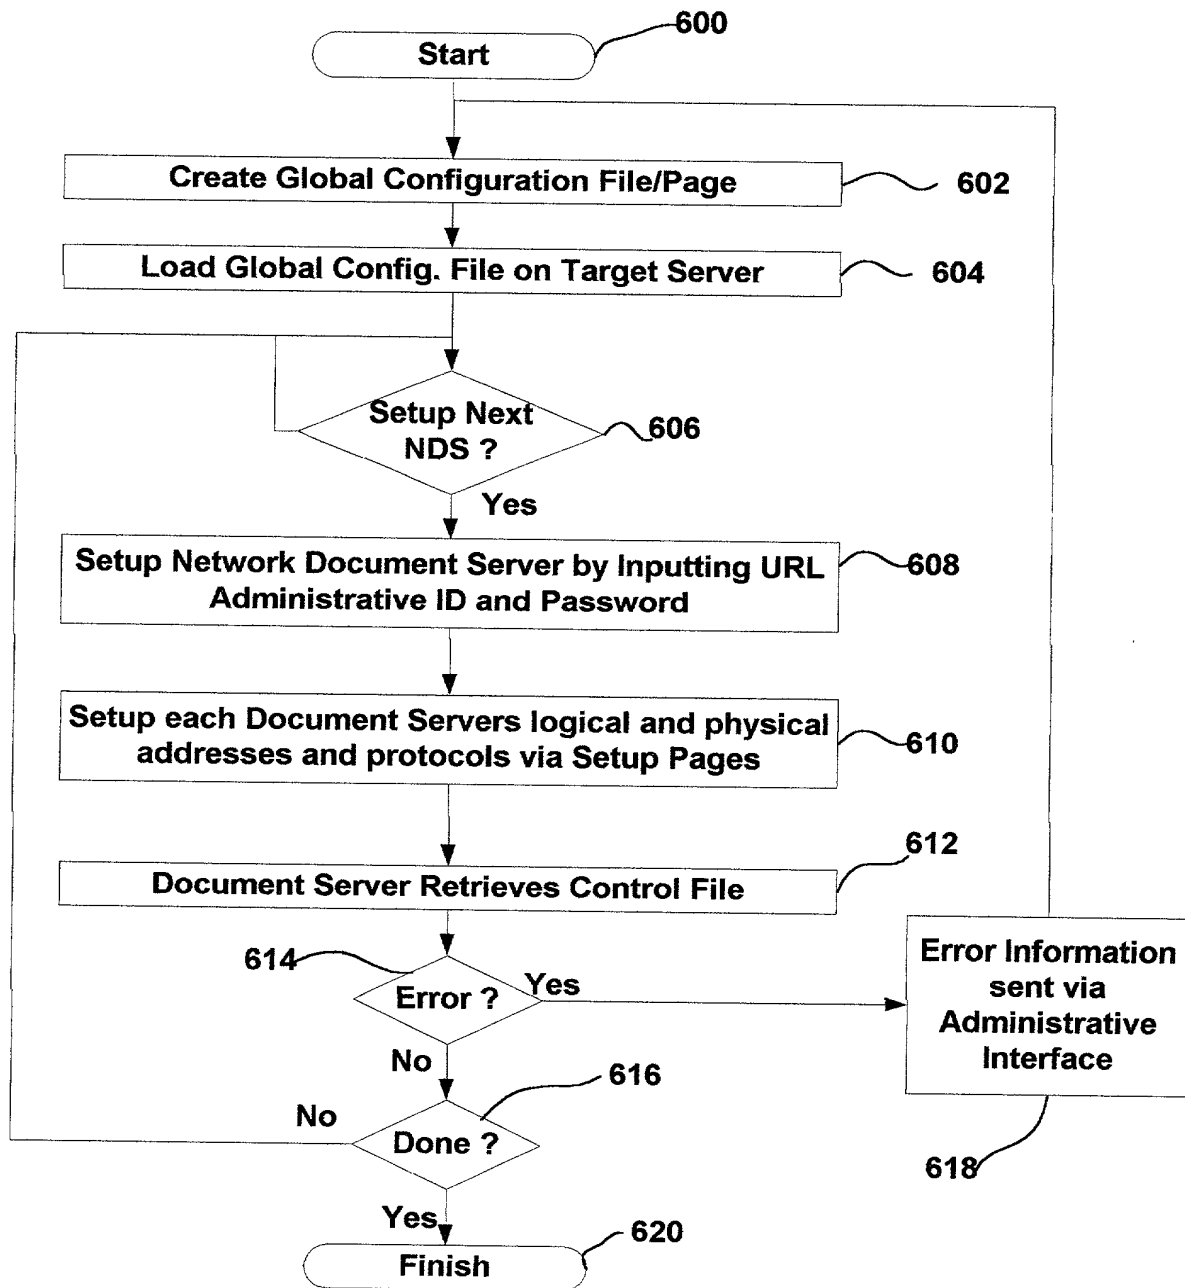 600
Start
Create Global Configuration File/Page
602
Load Global Config. File on Target Server
604
Setup Next
NDS ?
606
Yes
Setup Network Document Server by Inputting URL
Administrative ID and Password
608
Setup each Document Servers logical and physical
addresses and protocols via Setup Pages
610
612
Document Server Retrieves Control File
614
Error ?
Yes
Error Information
sent via
Administrative
Interface
No
616
No
Done ?
618
Yes
620
Finish